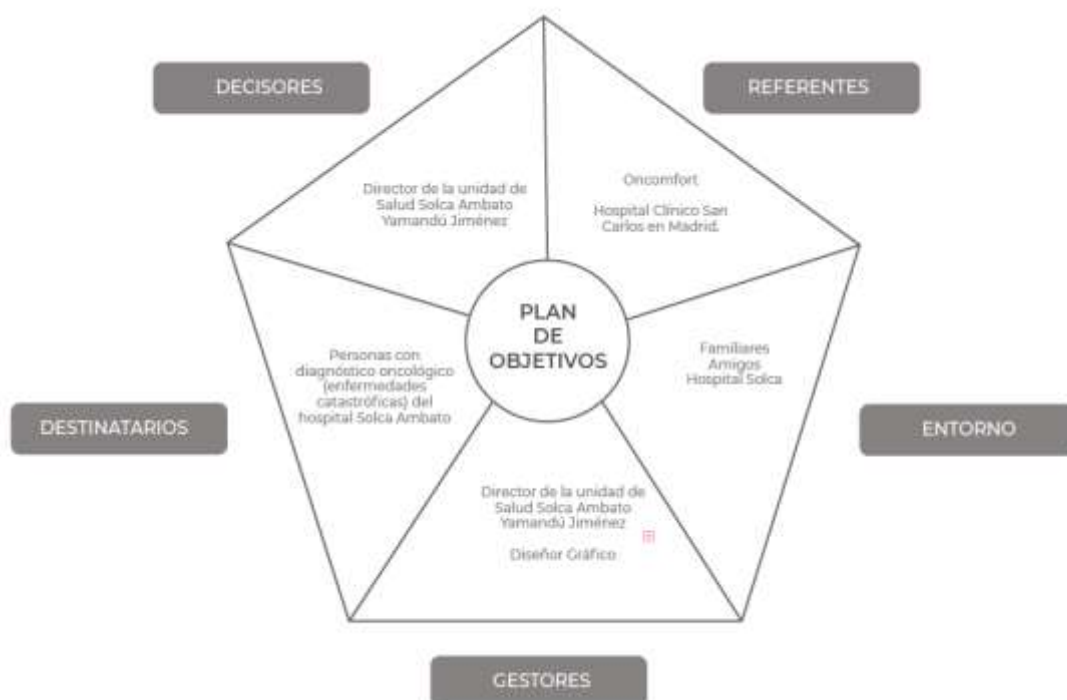 DECISORES
REFERENTES
Director de la unidad de
Salud Solca Ambato
Yamandú Jiménez
Oncomfort
Hospital Clínico San
Carlos en Madrid.
PLAN
DE
OBJETIVOS
Personas con
diagnóstico oncológico
(enfermedades
catastróficas) del
hospital Solca Ambato
Familiares
Amigos
Hospital Solca
DESTINATARIOS
ENTORNO
Director de la unidad de
Salud Solca Ambato
Yamandú Jiménez
Diseñor Gráfico
GESTORES